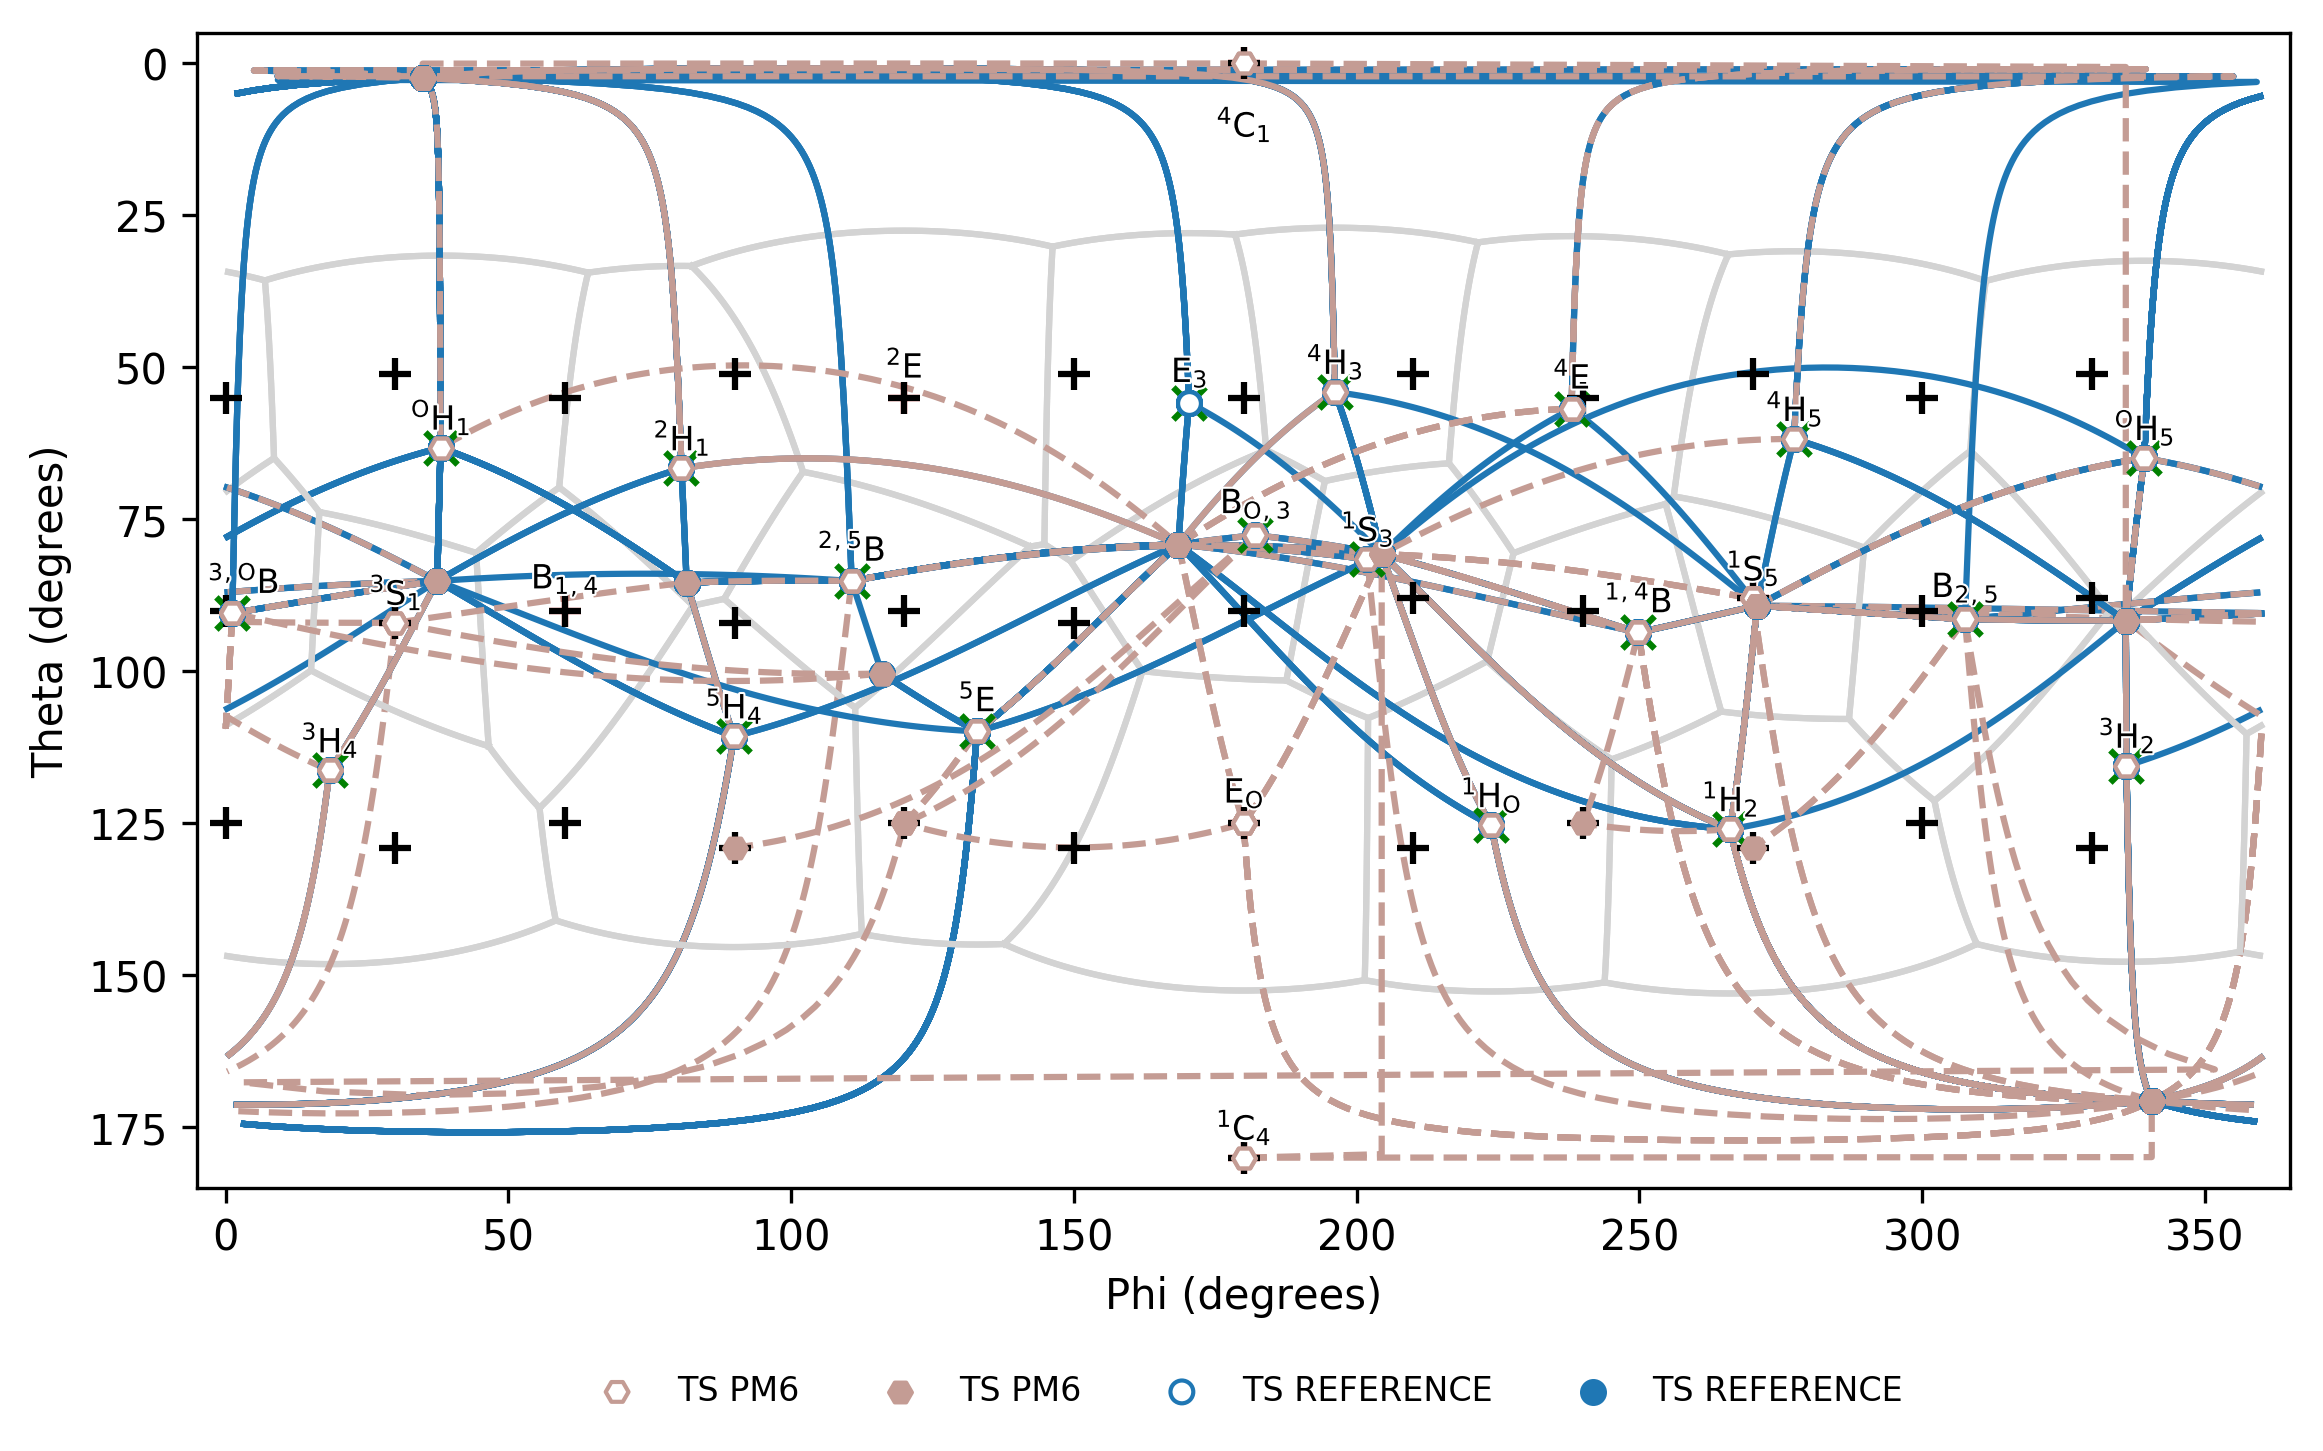 0
25
50
75
100
125
150
175
Theta (degrees)
⁴C₁
²E
E₃
⁴H₃
⁴E
ᴼH₁
²H₁
⁴H₅
ᴼH₅
B_O,₃
¹S₃
²,⁵B
³,ᴼB
³S₁
B₁,₄
¹S₅
¹,⁴B
B₂,₅
⁵H₄
⁵E
³H₄
³H₂
E_O
¹H_O
¹H₂
¹C₄
0 50 100 150 200 250 300 350
Phi (degrees)
TS PM6 TS PM6 TS REFERENCE TS REFERENCE